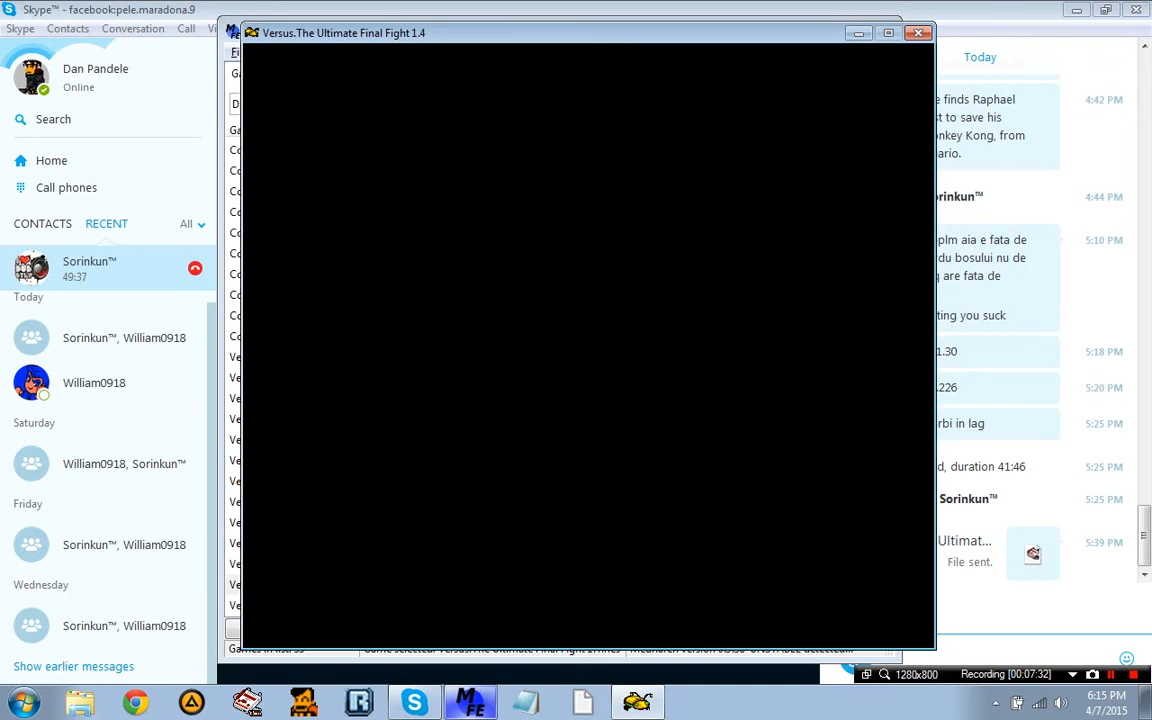 Skype™ - facebook:pele.maradona.9
Skype Contacts Conversation Call
Dan Pandele
Online
Search
Home
Call phones
CONTACTS RECENT All
Sorinkun™
49:37
Today
Sorinkun™, William0918
William0918
Saturday
William0918, Sorinkun™
Friday
Sorinkun™, William0918
Wednesday
Sorinkun™, William0918
Show earlier messages
Versus.The Ultimate Final Fight 1.4
Today
e finds Raphael 4:42 PM
st to save his
onkey Kong, from
ario.
orinkun™ 4:44 PM
plm aia e fata de 5:10 PM
rdu bosului nu de
are fata de
ting you suck
1.30 5:18 PM
.226 5:20 PM
rbi in lag 5:25 PM
d, duration 41:46 5:25 PM
Sorinkun™ 5:25 PM
Ultimat... 5:39 PM
File sent.
1280x800 Recording [00:07:32]
MFE
6:15 PM
4/7/2015